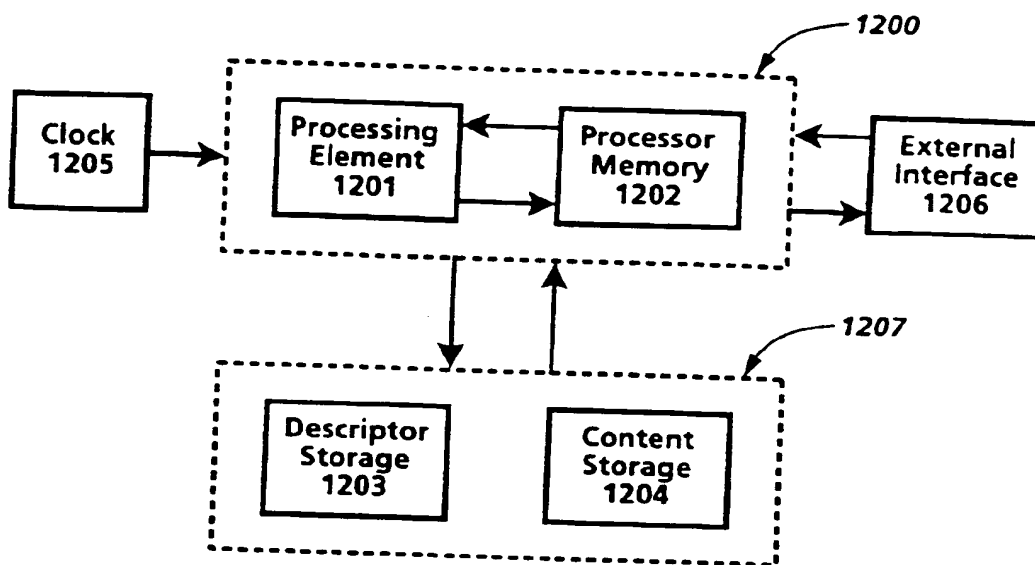 1200
Clock
1205
Processing
Element
1201
Processor
Memory
1202
External
Interface
1206
1207
Descriptor
Storage
1203
Content
Storage
1204